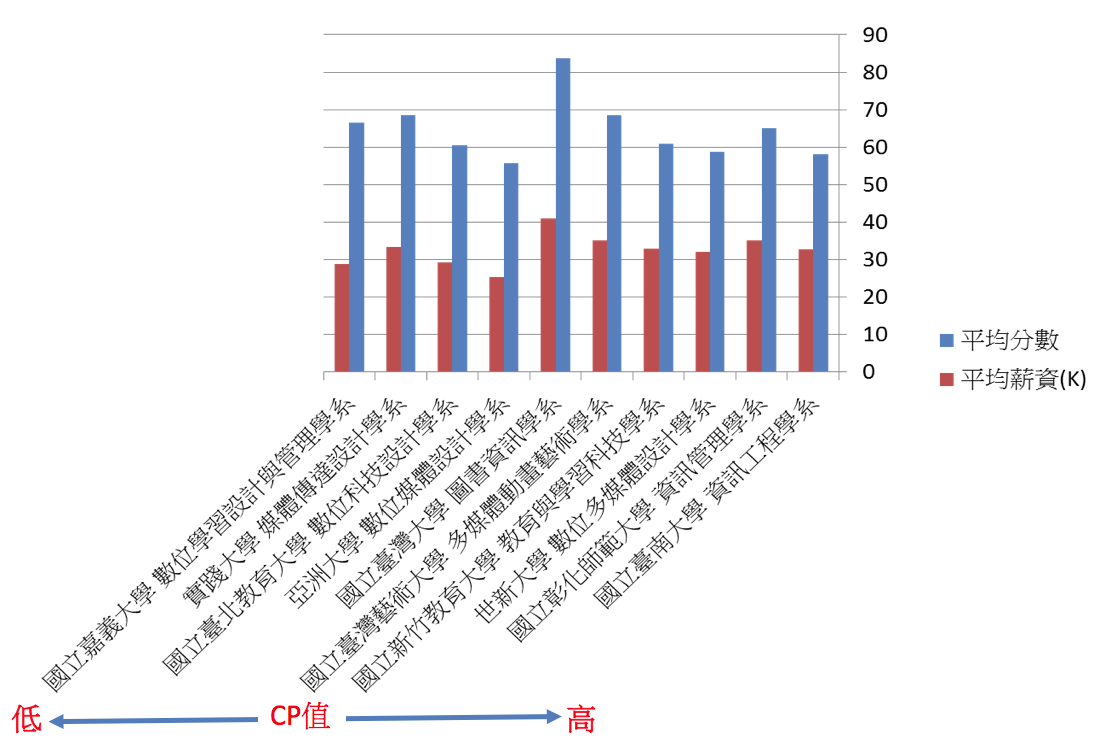 90
80
70
60
50
40
30
20
10
0
平均分數
平均薪資(K)
國立嘉義大學 數位學習設計與管理學系
實踐大學 媒體傳達設計學系
國立臺北教育大學 數位科技設計學系
亞洲大學 數位媒體設計學系
國立臺灣大學 圖書資訊學系
國立臺灣藝術大學 多媒體動畫藝術學系
國立新竹教育大學 教育與學習科技學系
世新大學 數位多媒體設計學系
國立彰化師範大學 資訊管理學系
國立臺南大學 資訊工程學系
低 CP值 高